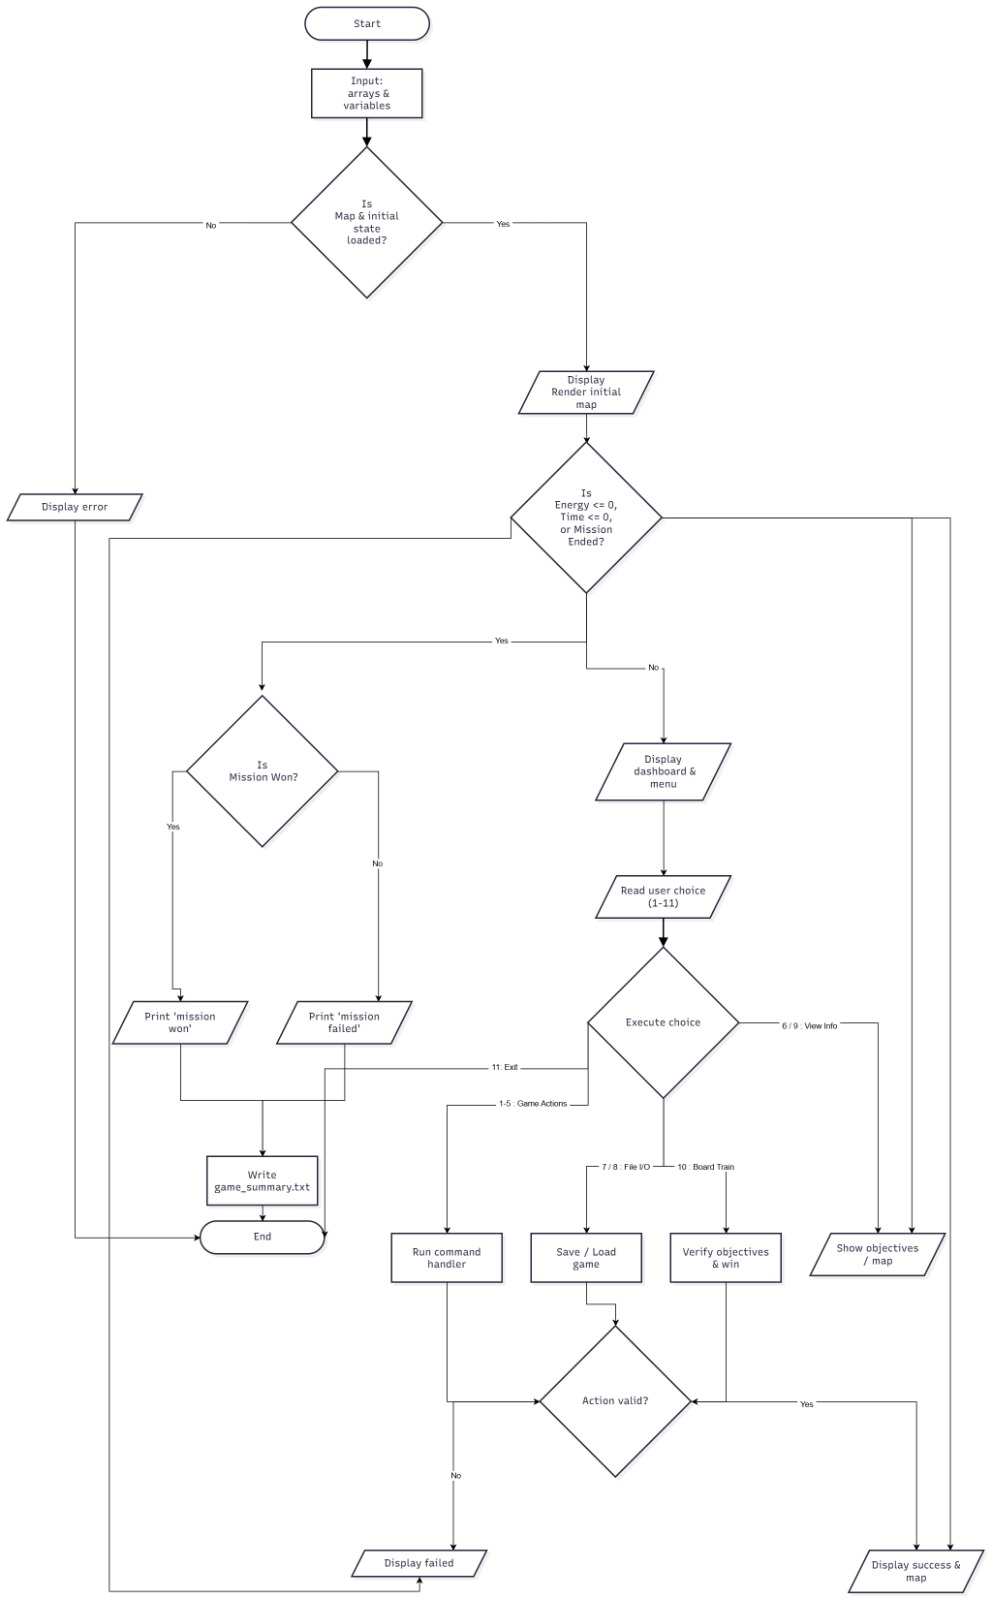 Start
Input:
arrays &
variables
Is
Map & initial
state
loaded?
No
Yes
Display
Render initial
map
Display error
Is
Energy <= 0,
Time <= 0,
or Mission
Ended?
Yes
No
Is
Mission Won?
Display
dashboard &
menu
Yes
No
Read user choice
(1-11)
Print 'mission
won'
Print 'mission
failed'
Execute choice
6 / 9 : View Info
11: Exit
1-5 : Game Actions
7 / 8 : File I/O
10 : Board Train
Write
game_summary.txt
End
Run command
handler
Save / Load
game
Verify objectives
& win
Show objectives
/ map
Action valid?
Yes
No
Display failed
Display success &
map